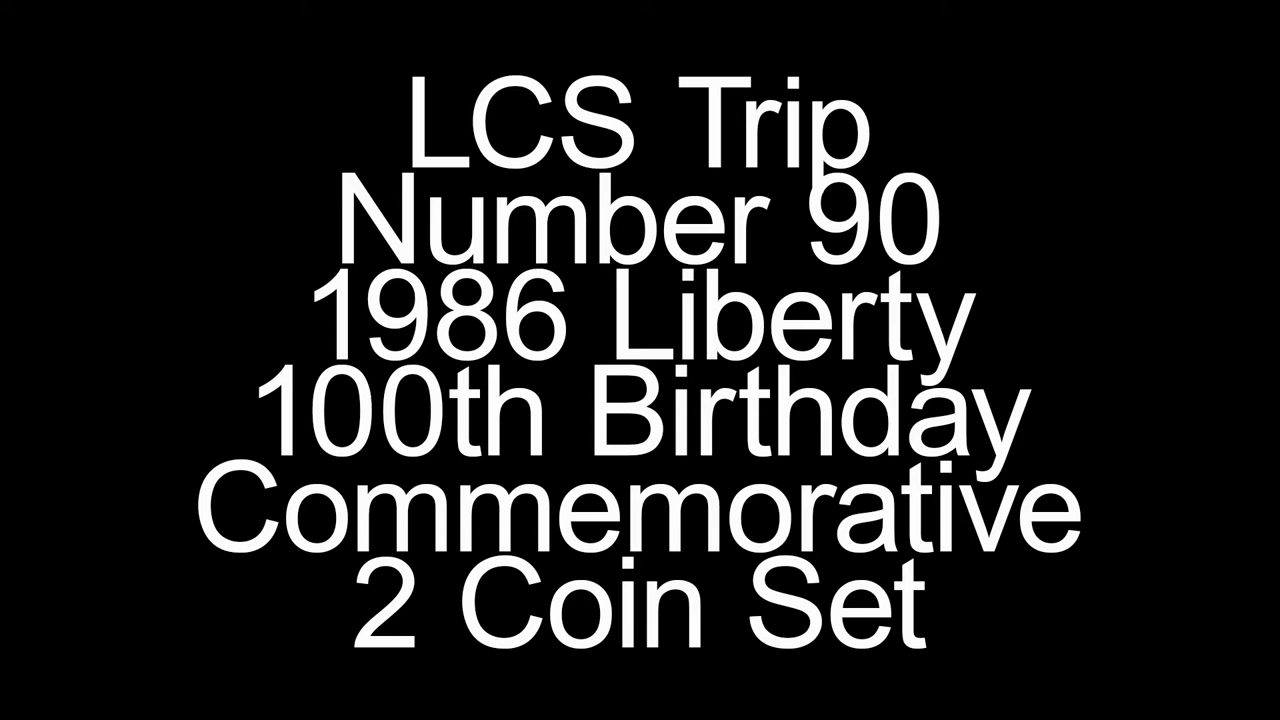 LCS Trip
Number 90
1986 Liberty
100th Birthday
Commemorative
2 Coin Set